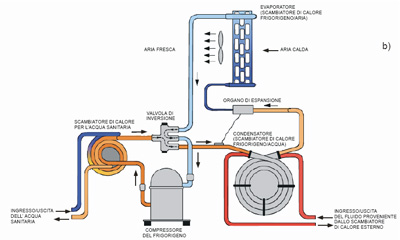 EVAPORATORE
(SCAMBIATORE DI CALORE
FRIGORIGENO/ARIA)
ARIA FRESCA
ARIA CALDA
b)
ORGANO DI ESPANSIONE
VALVOLA DI
INVERSIONE
SCAMBIATORE DI CALORE
PER L'ACQUA SANITARIA
CONDENSATORE
(SCAMBIATORE DI CALORE
FRIGORIGENO/ACQUA)
INGRESSO/USCITA
DELL' ACQUA
SANITARIA
COMPRESSORE
DEL FRIGORIGENO
INGRESSO/USCITA
DEL FLUIDO PROVENIENTE
DALLO SCAMBIATORE
DI CALORE ESTERNO